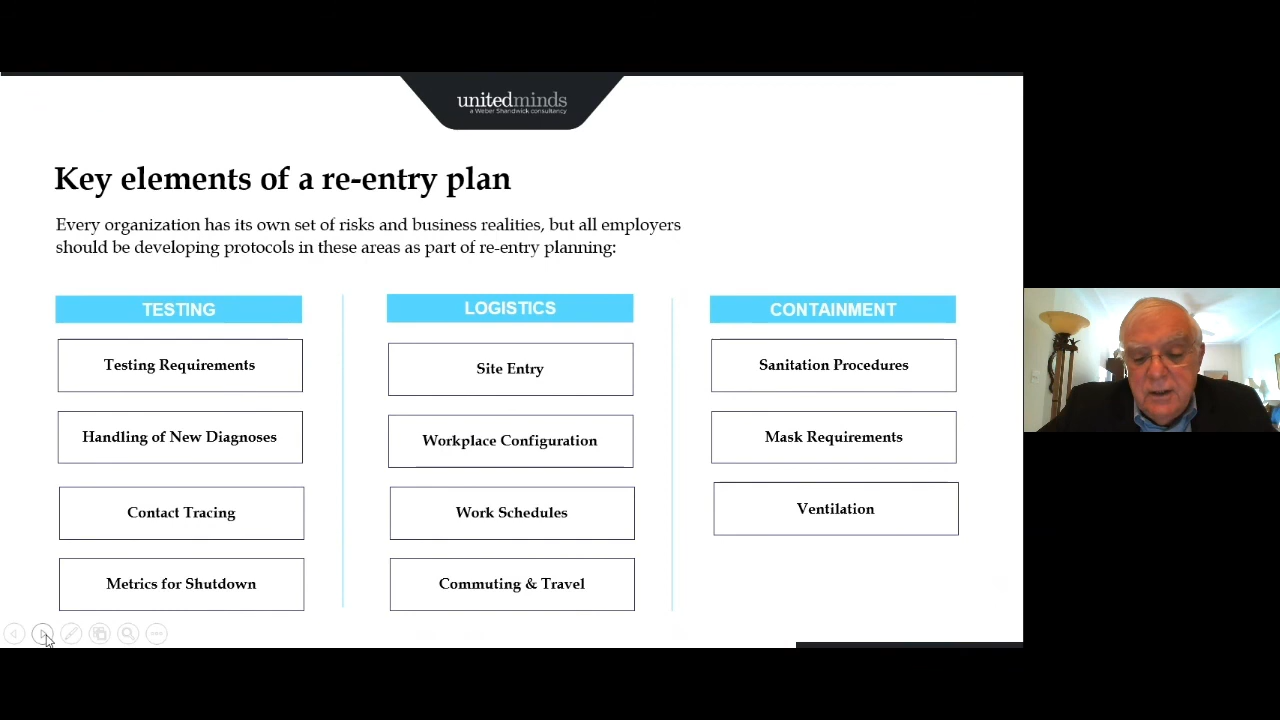 unitedminds
a Weber Shandwick consultancy
Key elements of a re-entry plan
Every organization has its own set of risks and business realities, but all employers
should be developing protocols in these areas as part of re-entry planning:
TESTING
Testing Requirements
Handling of New Diagnoses
Contact Tracing
Metrics for Shutdown
LOGISTICS
Site Entry
Workplace Configuration
Work Schedules
Commuting & Travel
CONTAINMENT
Sanitation Procedures
Mask Requirements
Ventilation